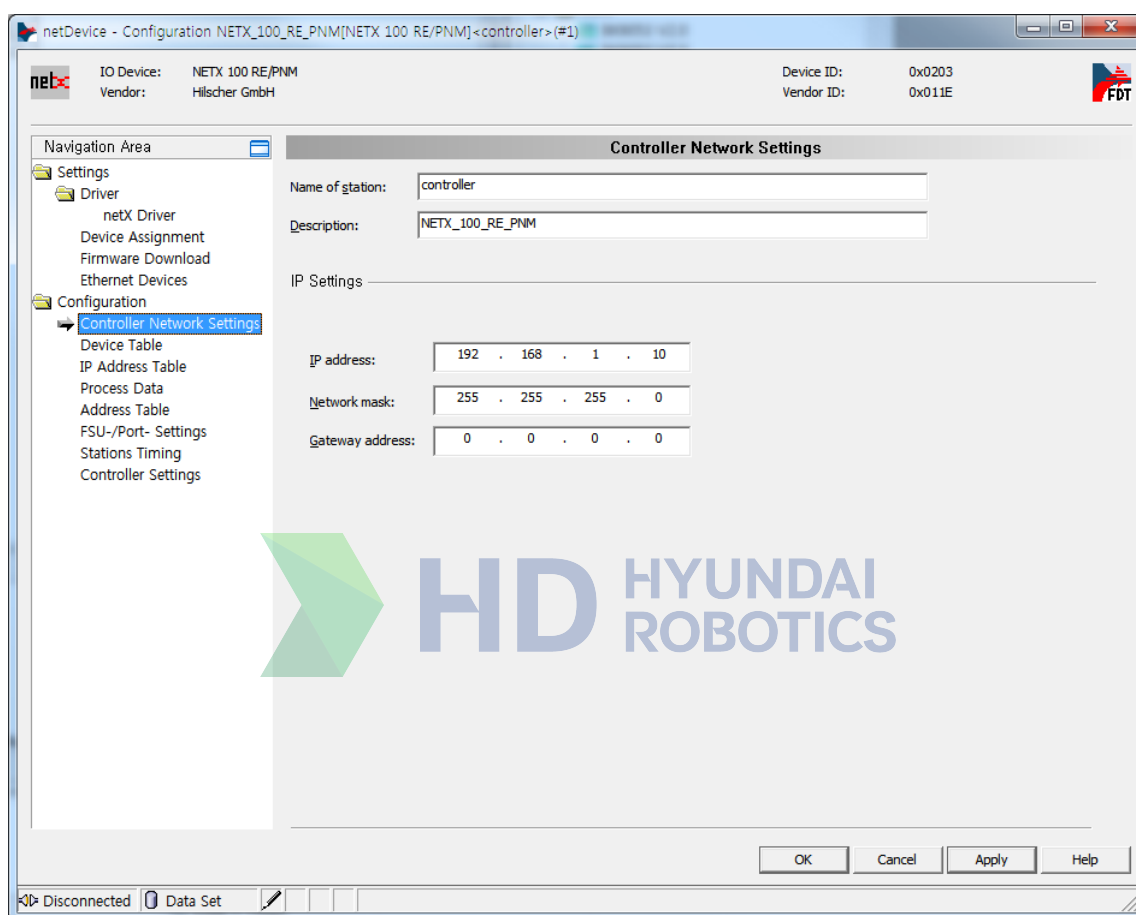 netDevice - Configuration NETX_100_RE_PNM[NETX 100 RE/PNM]<controller>(#1)
netx
IO Device: NETX 100 RE/PNM
Vendor: Hilscher GmbH
Device ID: 0x0203
Vendor ID: 0x011E
FDT
Navigation Area
Settings
Driver
netX Driver
Device Assignment
Firmware Download
Ethernet Devices
Configuration
Controller Network Settings
Device Table
IP Address Table
Process Data
Address Table
FSU-/Port- Settings
Stations Timing
Controller Settings
Controller Network Settings
Name of station: controller
Description: NETX_100_RE_PNM
IP Settings
IP address: 192 . 168 . 1 . 10
Network mask: 255 . 255 . 255 . 0
Gateway address: 0 . 0 . 0 . 0
HD HYUNDAI
ROBOTICS
OK Cancel Apply Help
Disconnected Data Set